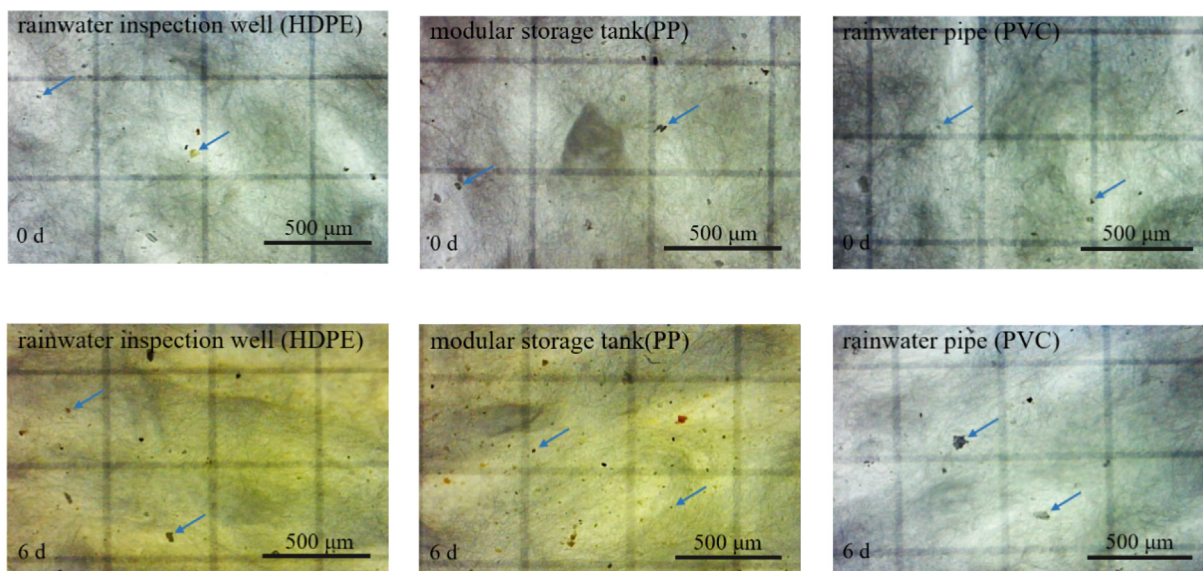 rainwater inspection well (HDPE)
0 d
500 μm
modular storage tank(PP)
0 d
500 μm
rainwater pipe (PVC)
0 d
500 μm
rainwater inspection well (HDPE)
6 d
500 μm
modular storage tank(PP)
6 d
500 μm
rainwater pipe (PVC)
6 d
500 μm